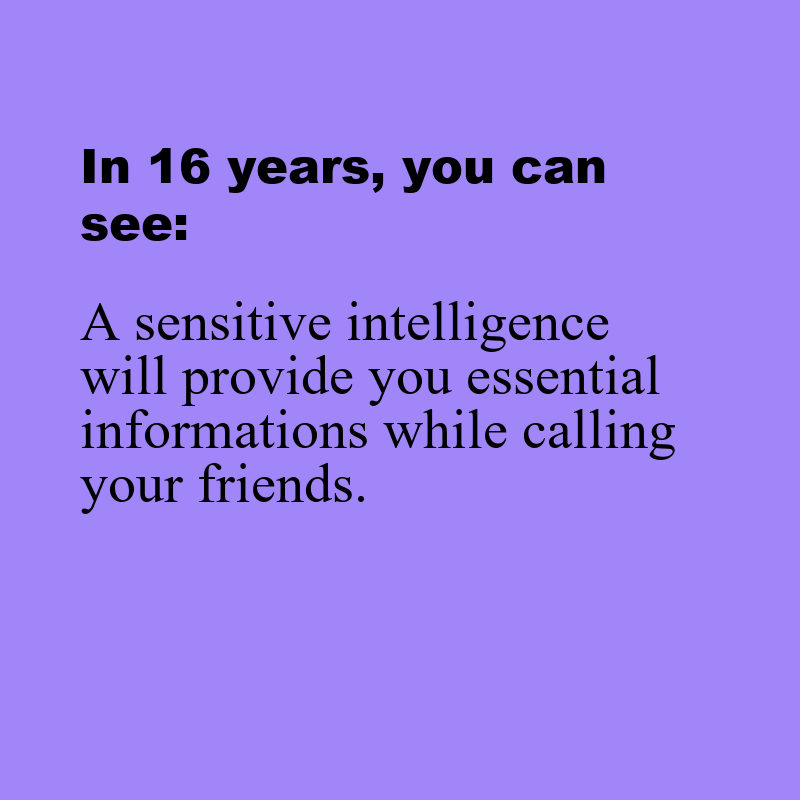 In 16 years, you can
see:
A sensitive intelligence
will provide you essential
informations while calling
your friends.